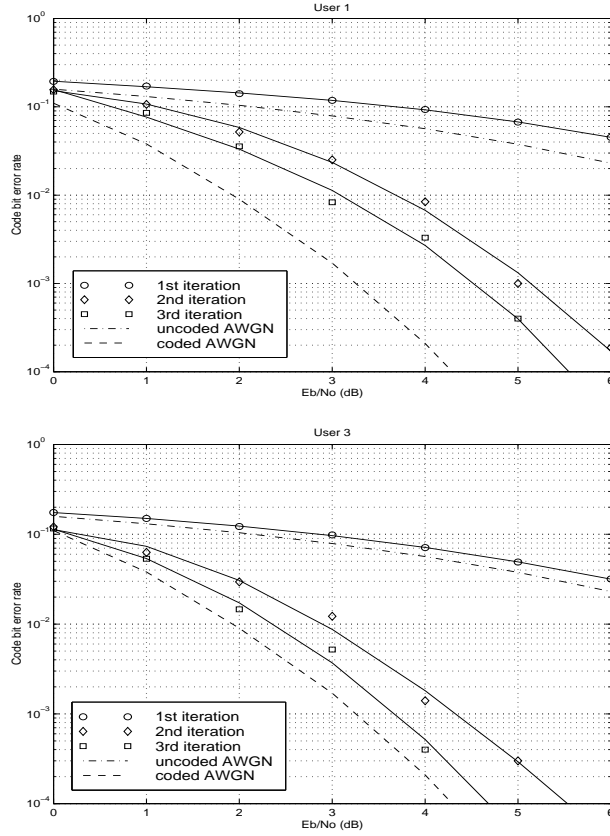 User 1
10^0
10^-1
10^-2
10^-3
10^-4
Code bit error rate
1st iteration
2nd iteration
3rd iteration
uncoded AWGN
coded AWGN
0 1 2 3 4 5 6
Eb/No (dB)
User 3
10^0
10^-1
10^-2
10^-3
10^-4
Code bit error rate
1st iteration
2nd iteration
3rd iteration
uncoded AWGN
coded AWGN
0 1 2 3 4 5 6
Eb/No (dB)